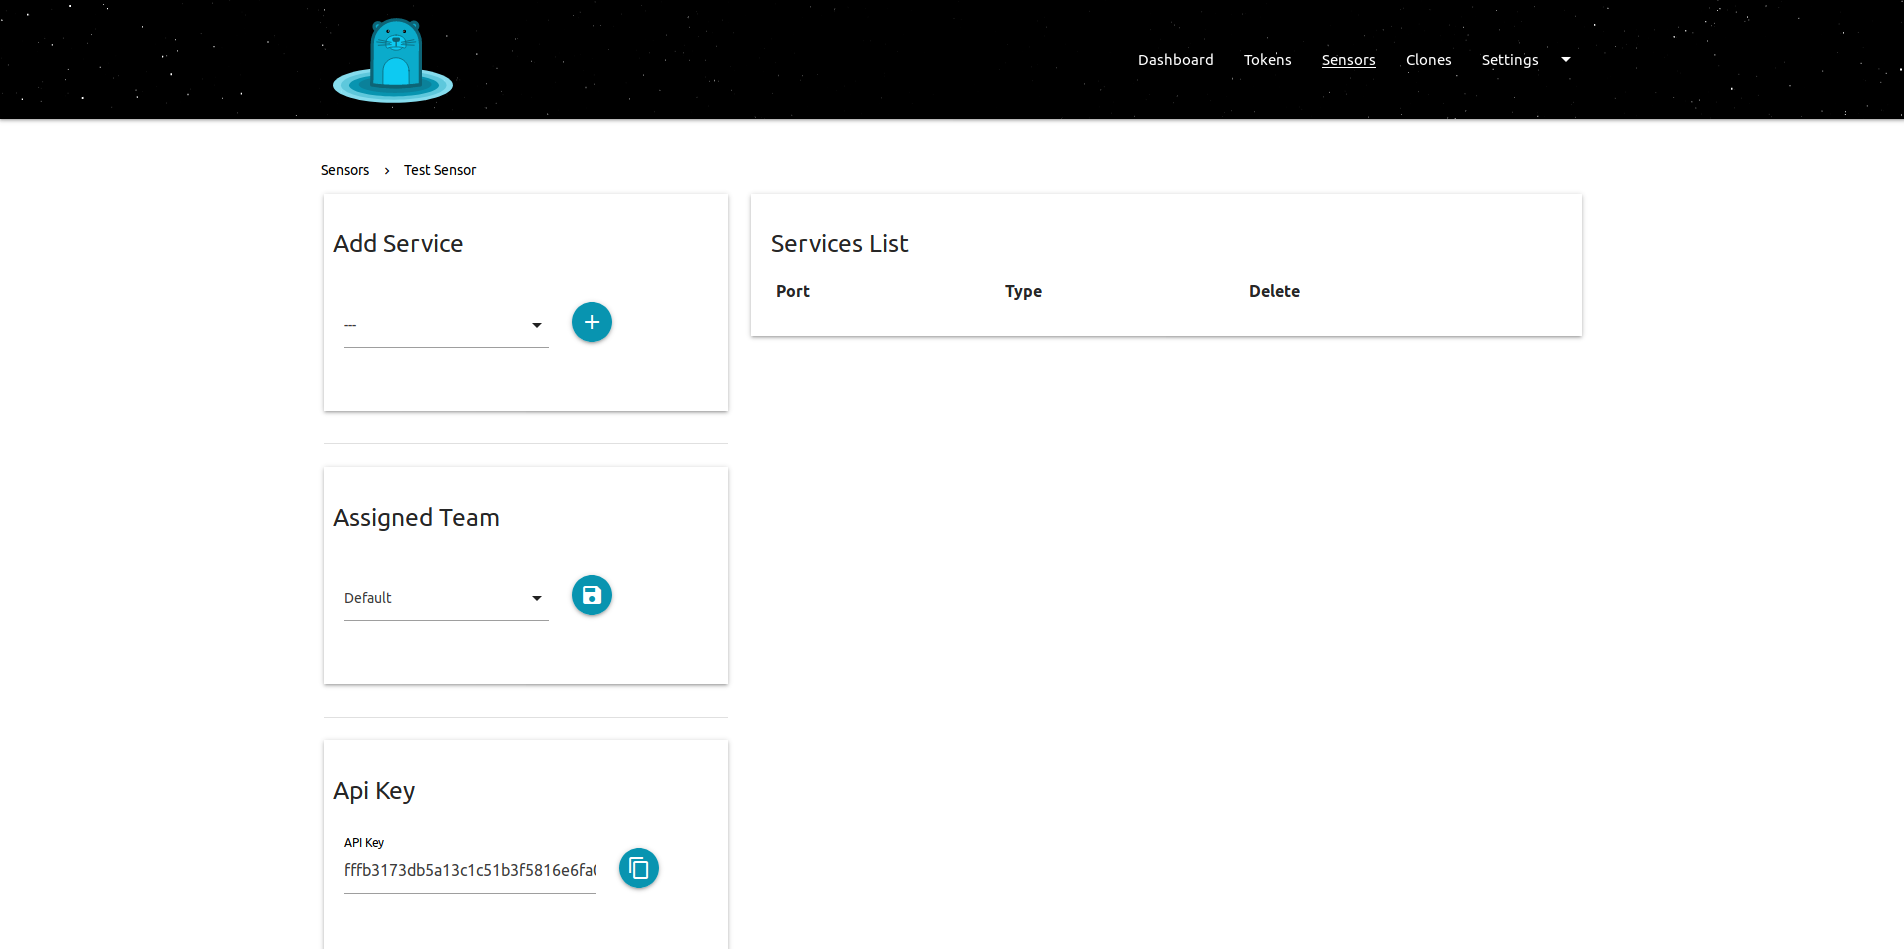 Dashboard Tokens Sensors Clones Settings
Sensors › Test Sensor
Add Service
---
Services List
Port Type Delete
Assigned Team
Default
Api Key
API Key
fffb3173db5a13c1c51b3f5816e6fa